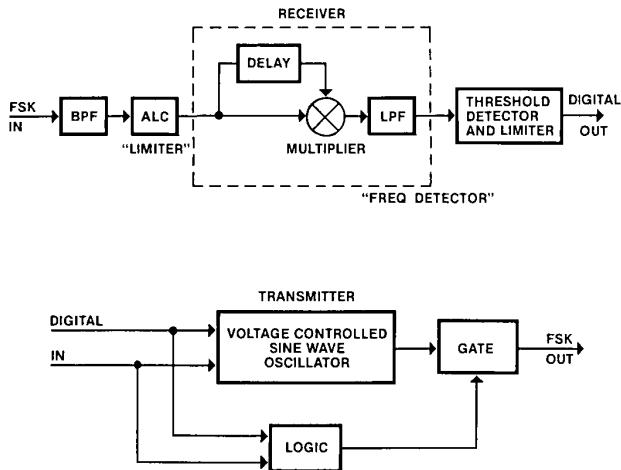 RECEIVER
DELAY
FSK
IN
BPF
ALC
LPF
THRESHOLD
DETECTOR
AND LIMITER
DIGITAL
OUT
"LIMITER"
MULTIPLIER
"FREQ DETECTOR"
TRANSMITTER
DIGITAL
IN
VOLTAGE CONTROLLED
SINE WAVE
OSCILLATOR
GATE
FSK
OUT
LOGIC